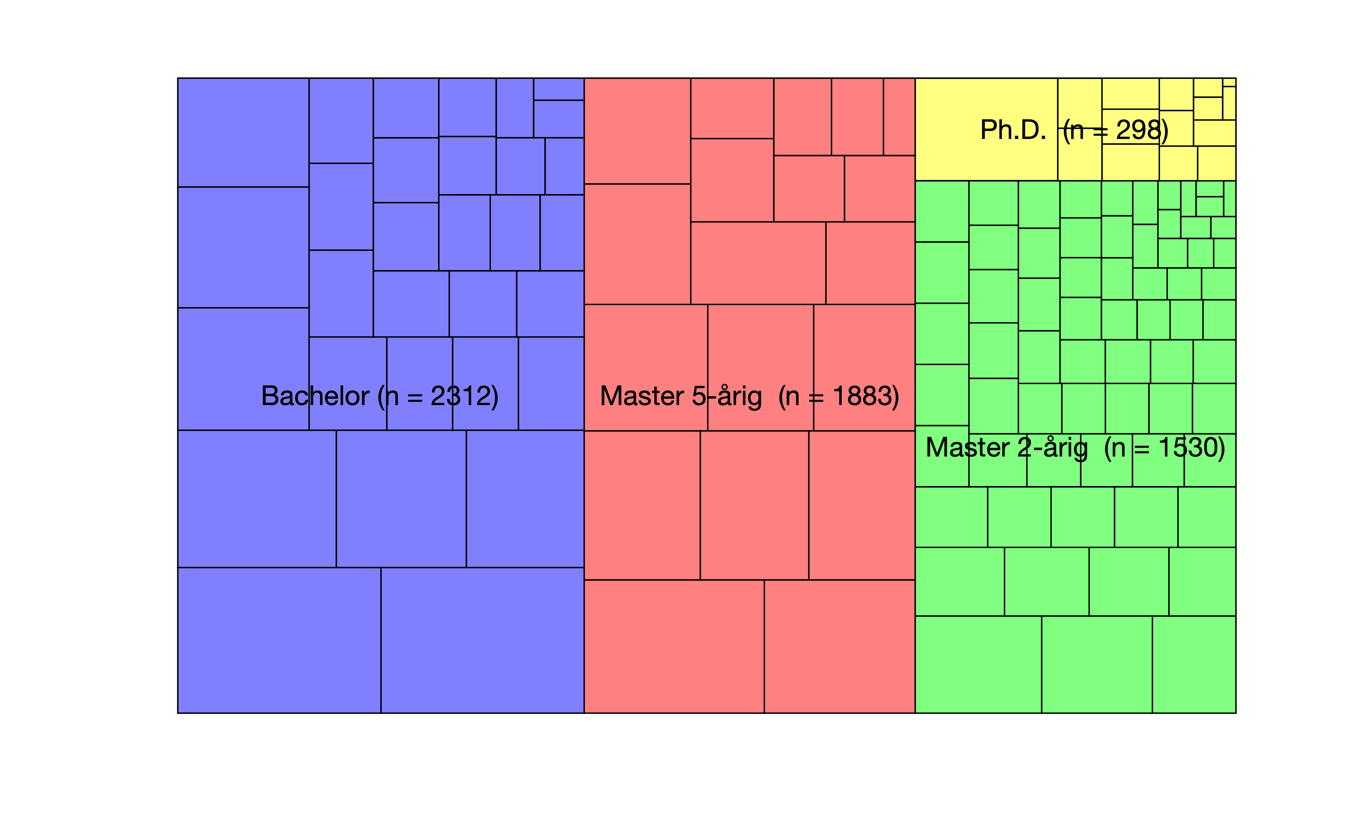 Ph.D.  (n = 298)
Bachelor (n = 2312)
Master 5-årig  (n = 1883)
Master 2-årig  (n = 1530)